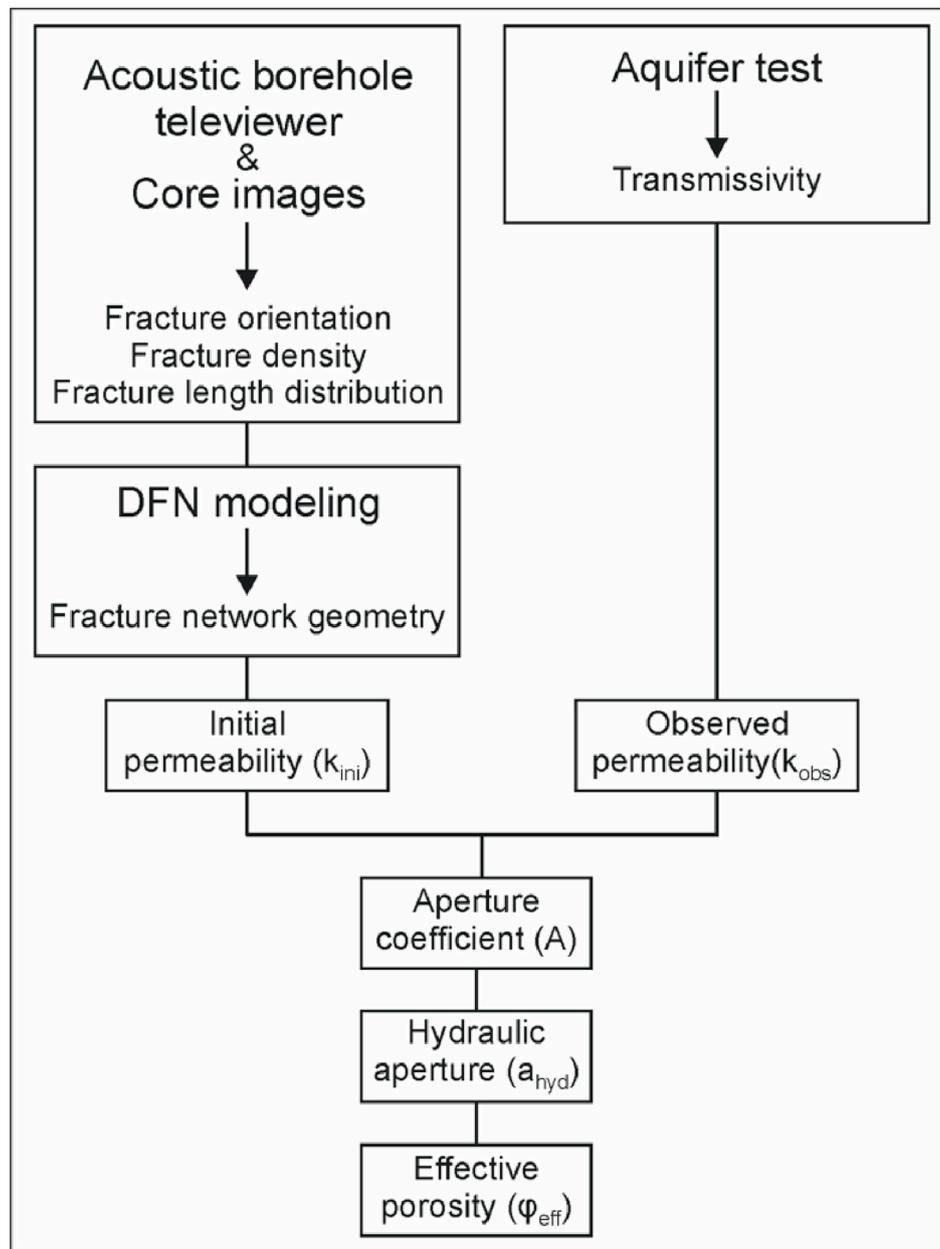 Acoustic borehole
televiewer
&
Core images
Fracture orientation
Fracture density
Fracture length distribution
Aquifer test
Transmissivity
DFN modeling
Fracture network geometry
Initial
permeability (kini)
Observed
permeability(kobs)
Aperture
coefficient (A)
Hydraulic
aperture (ahyd)
Effective
porosity (φeff)